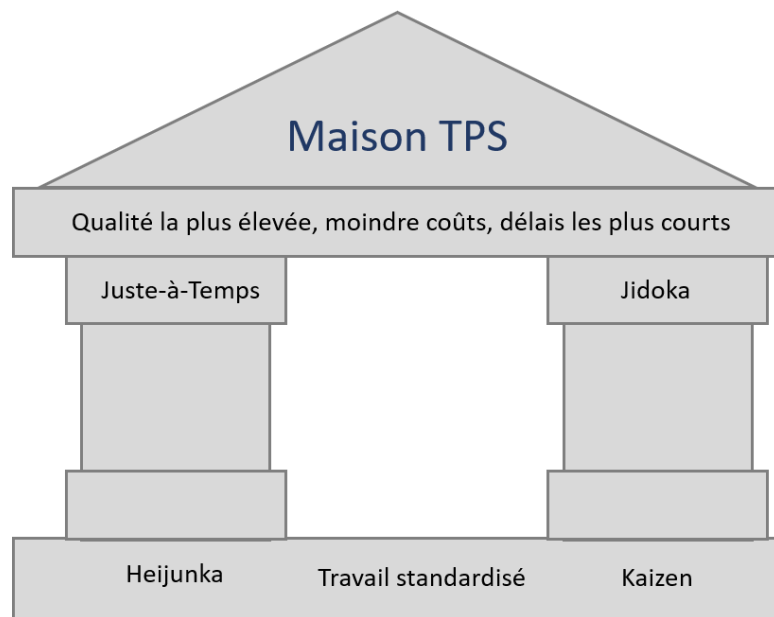 Maison TPS
Qualité la plus élevée, moindre coûts, délais les plus courts
Juste-à-Temps
Jidoka
Heijunka
Travail standardisé
Kaizen